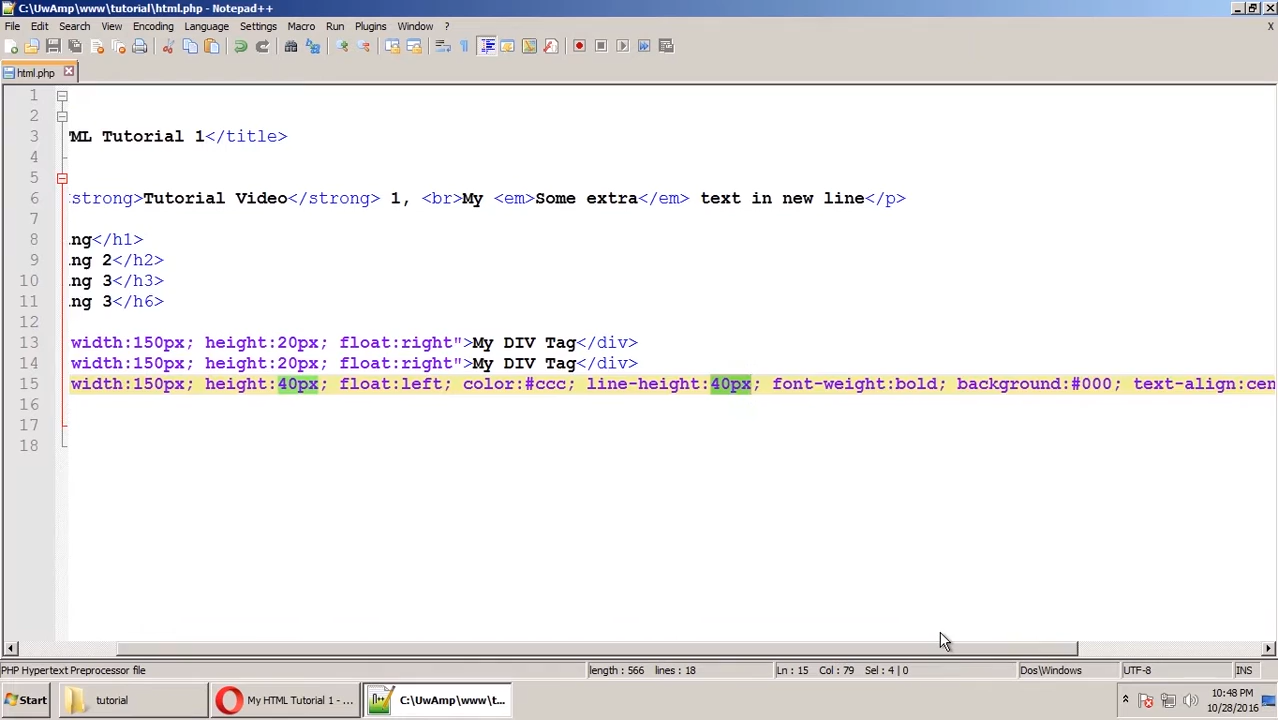 C:\UwAmp\www\tutorial\html.php - Notepad++
File Edit Search View Encoding Language Settings Macro Run Plugins Window ?
X
html.php
1
2
3 TML Tutorial 1</title>
4
5
6 strong>Tutorial Video</strong> 1, <br>My <em>Some extra</em> text in new line</p>
7
8 ing</h1>
9 ing 2</h2>
10 ing 3</h3>
11 ing 3</h6>
12
13 width:150px; height:20px; float:right">My DIV Tag</div>
14 width:150px; height:20px; float:right">My DIV Tag</div>
15 width:150px; height:40px; float:left; color:#ccc; line-height:40px; font-weight:bold; background:#000; text-align:cen
16
17
18
PHP Hypertext Preprocessor file length : 566 lines : 18 Ln : 15 Col : 79 Sel : 4 | 0 Dos\Windows UTF-8 INS
Start tutorial My HTML Tutorial 1 - ... C:\UwAmp\www\t... 10:48 PM
10/28/2016